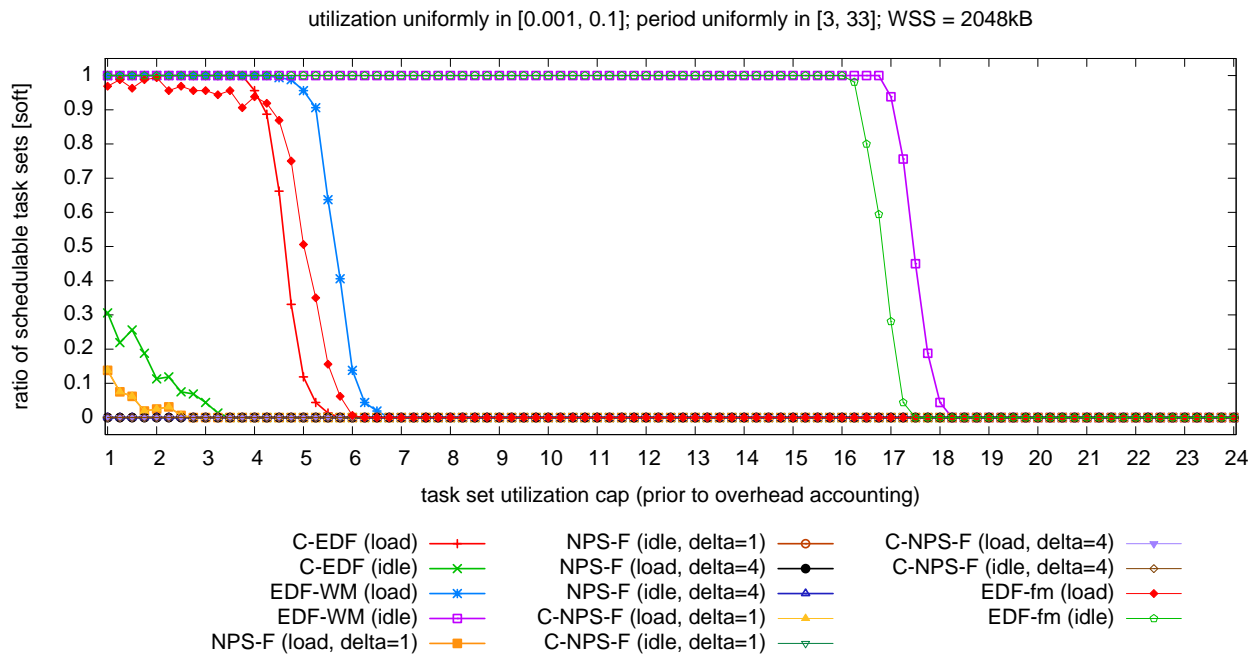 utilization uniformly in [0.001, 0.1]; period uniformly in [3, 33]; WSS = 2048kB
ratio of schedulable task sets [soft]
1
0.9
0.8
0.7
0.6
0.5
0.4
0.3
0.2
0.1
0
1 2 3 4 5 6 7 8 9 10 11 12 13 14 15 16 17 18 19 20 21 22 23 24
task set utilization cap (prior to overhead accounting)
C-EDF (load)
C-EDF (idle)
EDF-WM (load)
EDF-WM (idle)
NPS-F (load, delta=1)
NPS-F (idle, delta=1)
NPS-F (load, delta=4)
NPS-F (idle, delta=4)
C-NPS-F (load, delta=1)
C-NPS-F (idle, delta=1)
C-NPS-F (load, delta=4)
C-NPS-F (idle, delta=4)
EDF-fm (load)
EDF-fm (idle)